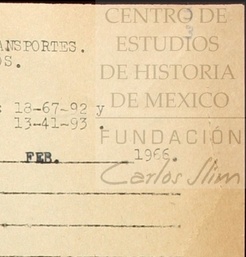 CENTRO DE
ESTUDIOS
DE HISTORIA
DE MEXICO
FUNDACIÓN
Carlos Slim
ANSPORTES.
OS.
18-67-92 y
13-41-93 .
FEB. 1966.